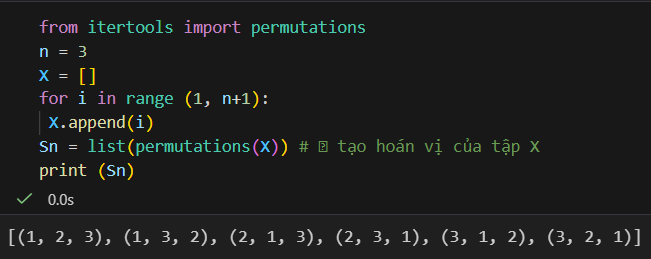 from itertools import permutations
n = 3
X = []
for i in range (1, n+1):
X.append(i)
Sn = list(permutations(X)) # tạo hoán vị của tập X
print (Sn)
0.0s
[(1, 2, 3), (1, 3, 2), (2, 1, 3), (2, 3, 1), (3, 1, 2), (3, 2, 1)]